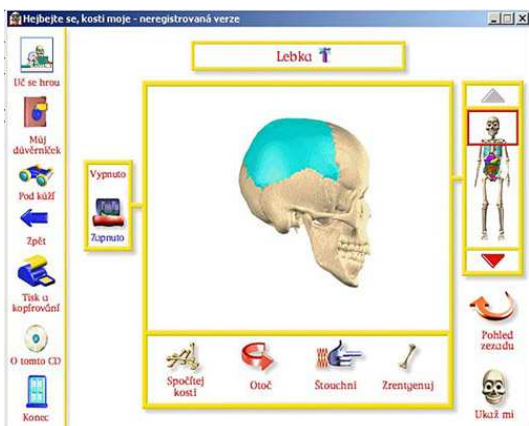 Hejbejte se, kosti moje - neregistrovaná verze
Lebka
Uč se hrou
Můj
důvěrníček
Pod kůží
Zpět
Tisk a
kopírování
O tomto CD
Konec
Vypnuto
Zapnuto
Spočítej
kosti
Otoč
Šťouchni
Zrentgenuj
Pohled
zezadu
Ukaž mi